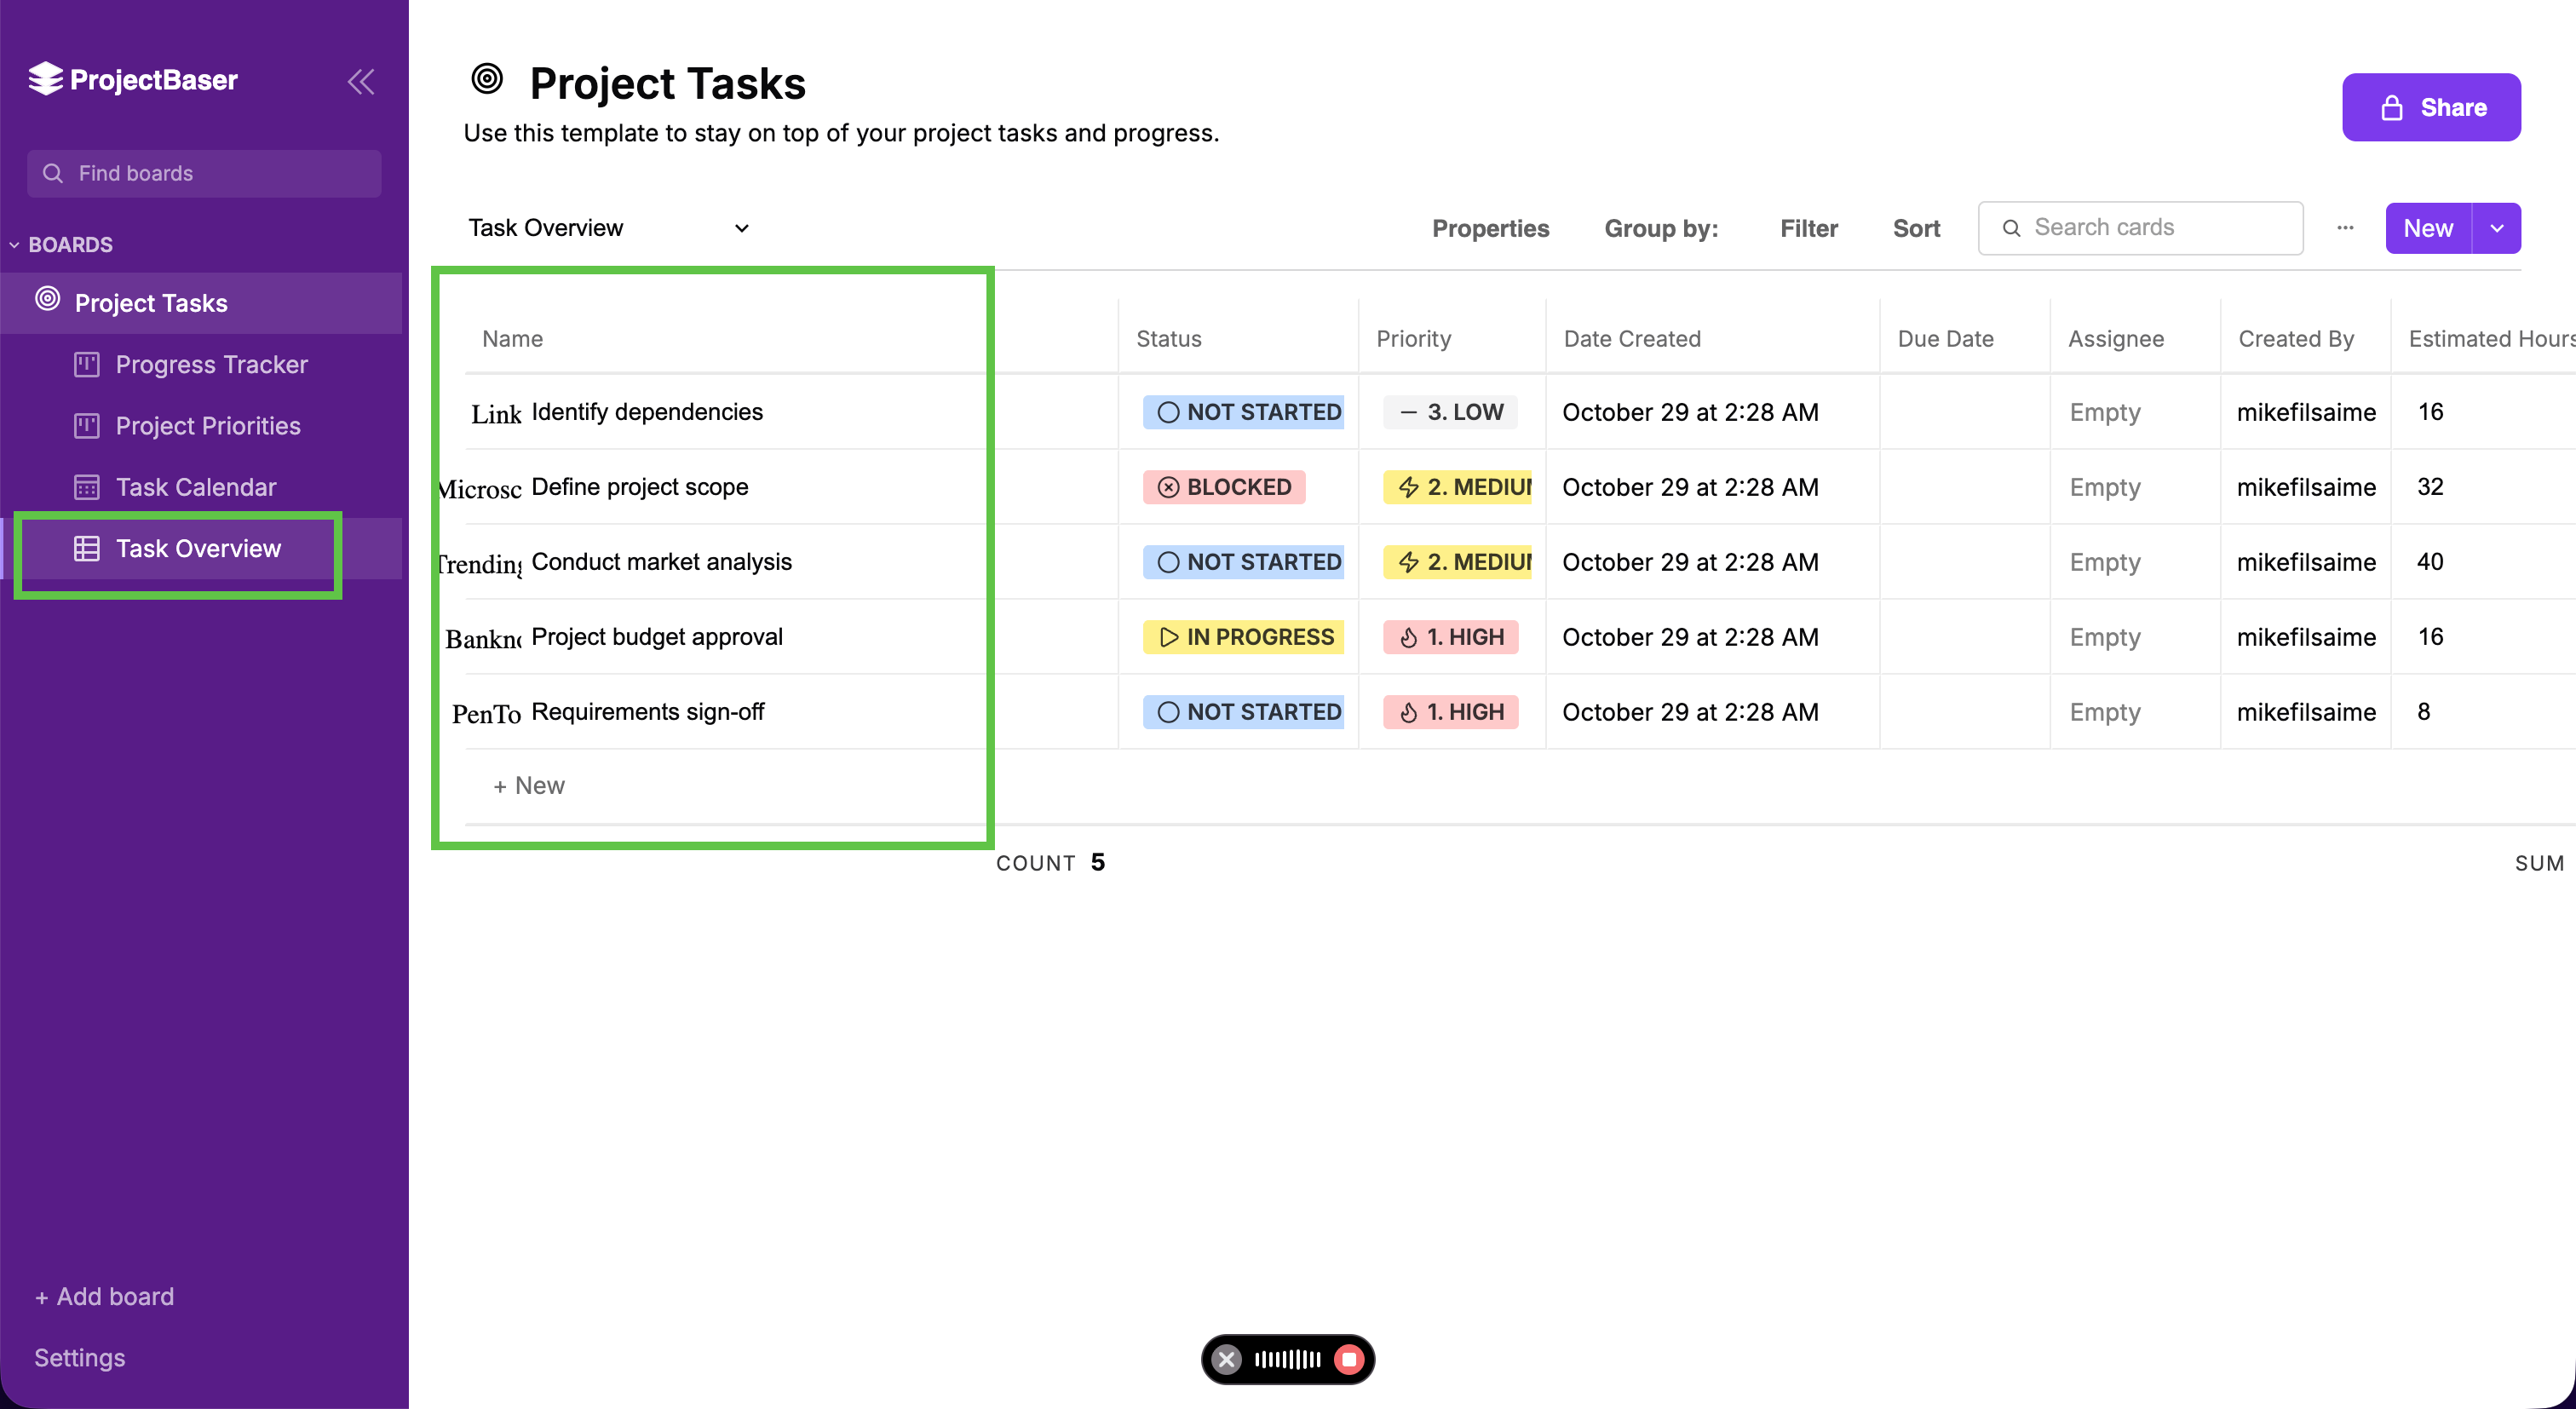 ProjectBaser
Find boards
BOARDS
Project Tasks
Progress Tracker
Project Priorities
Task Calendar
Task Overview
+ Add board
Settings
Project Tasks
Use this template to stay on top of your project tasks and progress.
Share
Task Overview
Properties Group by: Filter Sort Search cards ... New
Name Status Priority Date Created Due Date Assignee Created By Estimated Hours
Link Identify dependencies NOT STARTED 3. LOW October 29 at 2:28 AM Empty mikefilsaime 16
Microsc Define project scope BLOCKED 2. MEDIUM October 29 at 2:28 AM Empty mikefilsaime 32
Trending Conduct market analysis NOT STARTED 2. MEDIUM October 29 at 2:28 AM Empty mikefilsaime 40
Bankno Project budget approval IN PROGRESS 1. HIGH October 29 at 2:28 AM Empty mikefilsaime 16
PenTo Requirements sign-off NOT STARTED 1. HIGH October 29 at 2:28 AM Empty mikefilsaime 8
+ New
COUNT 5 SUM